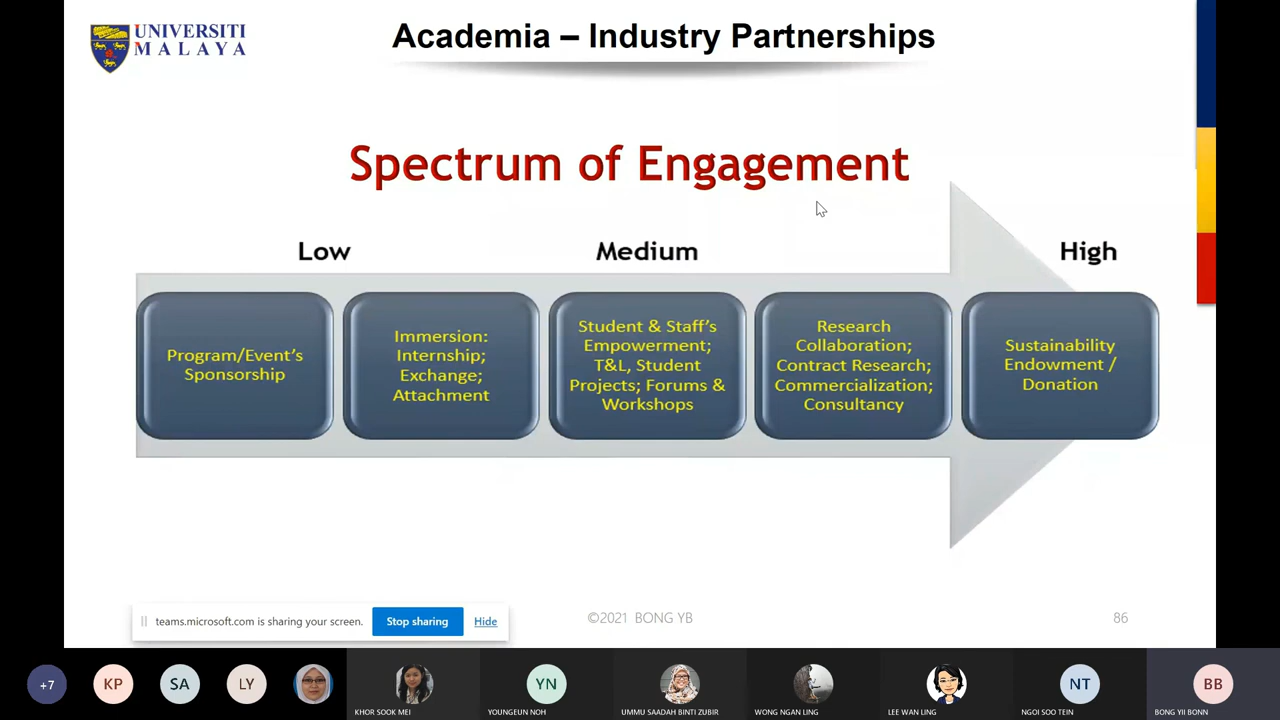 UNIVERSITI
MALAYA
Academia – Industry Partnerships
Spectrum of Engagement
Low
Medium
High
Program/Event's
Sponsorship
Immersion:
Internship;
Exchange;
Attachment
Student & Staff's
Empowerment;
T&L, Student
Projects; Forums &
Workshops
Research
Collaboration;
Contract Research;
Commercialization;
Consultancy
Sustainability
Endowment /
Donation
teams.microsoft.com is sharing your screen.
Stop sharing
Hide
©2021 BONG YB
86
+7
KP
SA
LY
KHOR SOOK MEI
YN
YOUNGEUN NOH
UMMU SAADAH BINTI ZUBIR
WONG NGAN LING
LEE WAN LING
NT
NGOI SOO TEIN
BB
BONG YII BONN